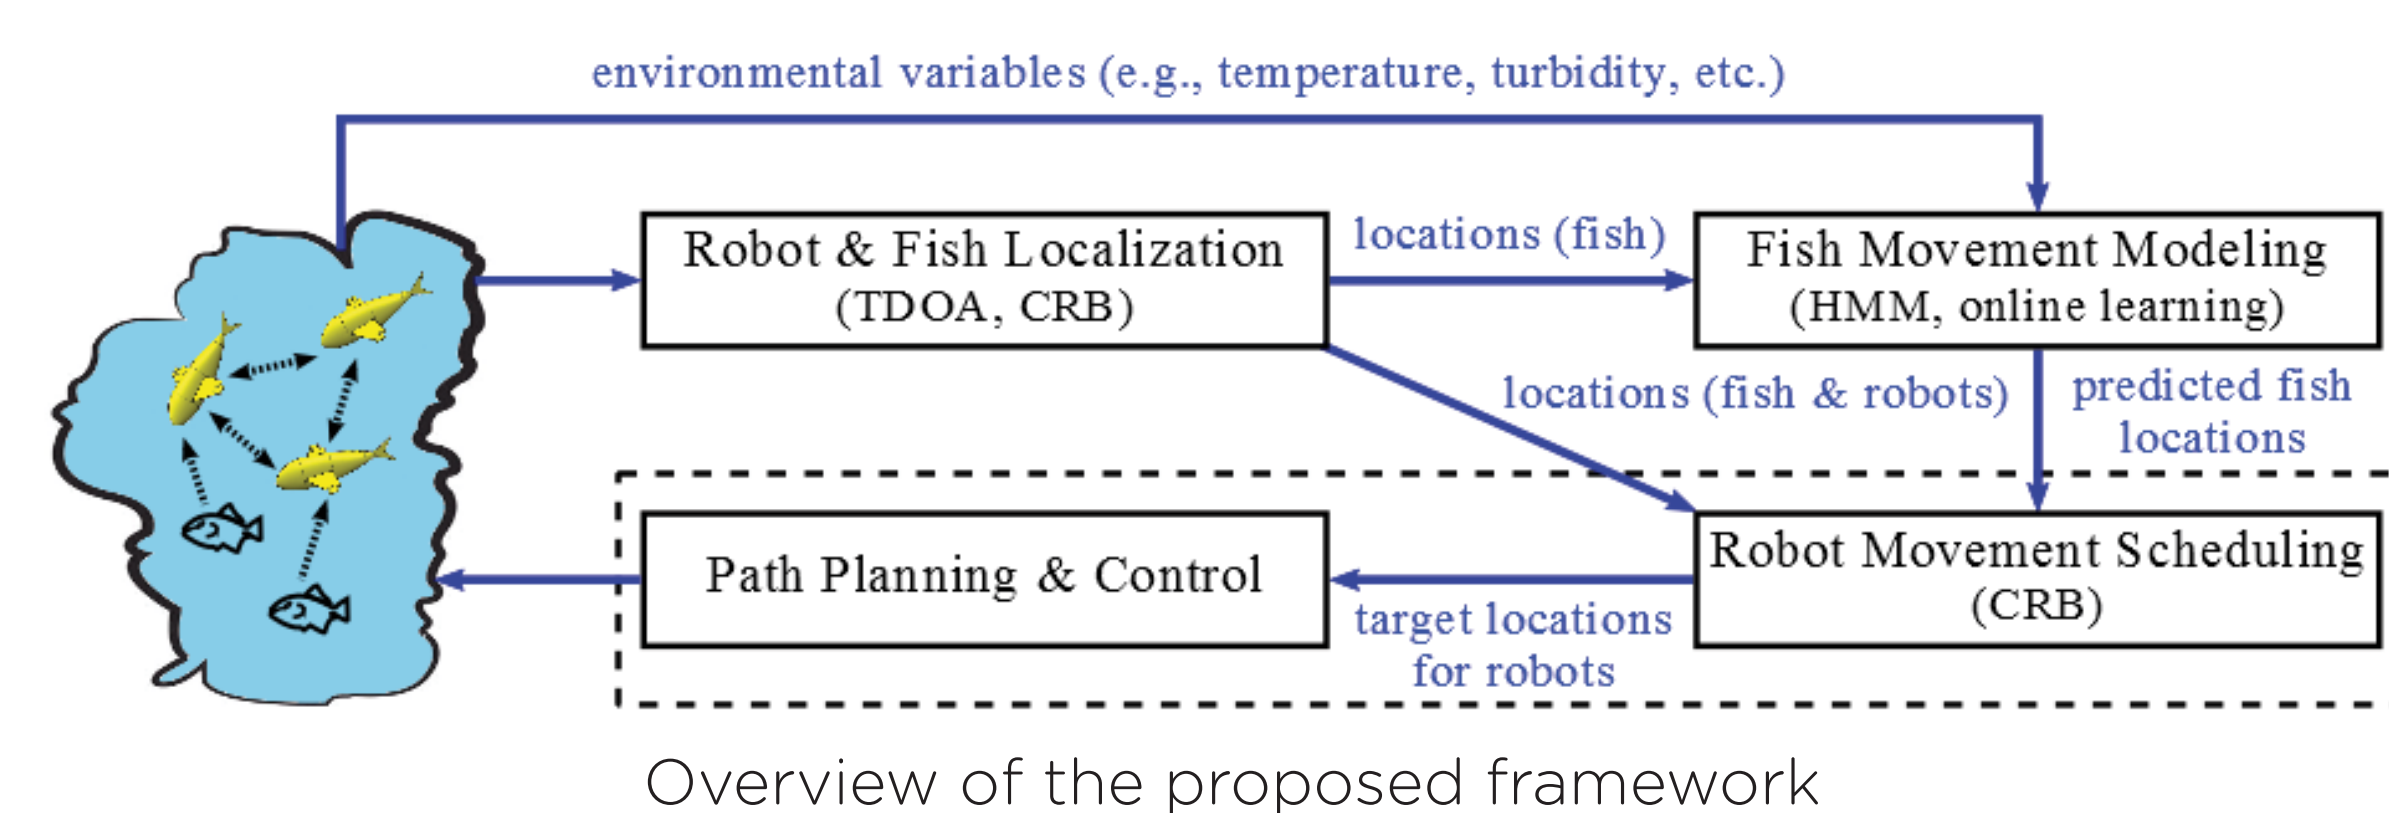 environmental variables (e.g., temperature, turbidity, etc.)
Robot & Fish Localization
(TDOA, CRB)
locations (fish)
Fish Movement Modeling
(HMM, online learning)
locations (fish & robots)
predicted fish
locations
Path Planning & Control
target locations
for robots
Robot Movement Scheduling
(CRB)
Overview of the proposed framework